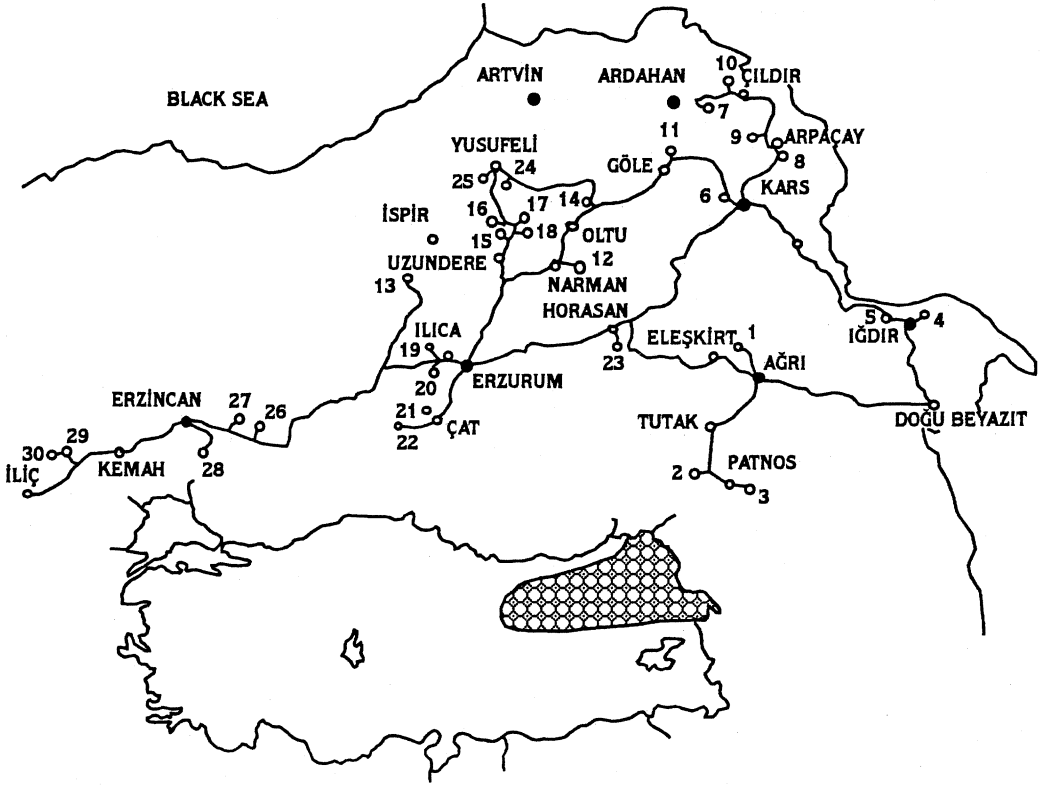 10 ÇILDIR
ARTVİN ARDAHAN
BLACK SEA
7
9 ARPAÇAY
11
YUSUFELİ
8
24 GÖLE
25 6 KARS
14
17
İSPİR 16
15 18 OLTU
UZUNDERE 12
13 NARMAN
HORASAN
5 4
ILICA ELEŞKİRT 1 IĞDIR
19
23 AĞRI
20 ERZURUM
ERZİNCAN 27 26
21 TUTAK DOĞU BEYAZIT
ÇAT
22
29
30 PATNOS
İLİÇ KEMAH 28 2
3